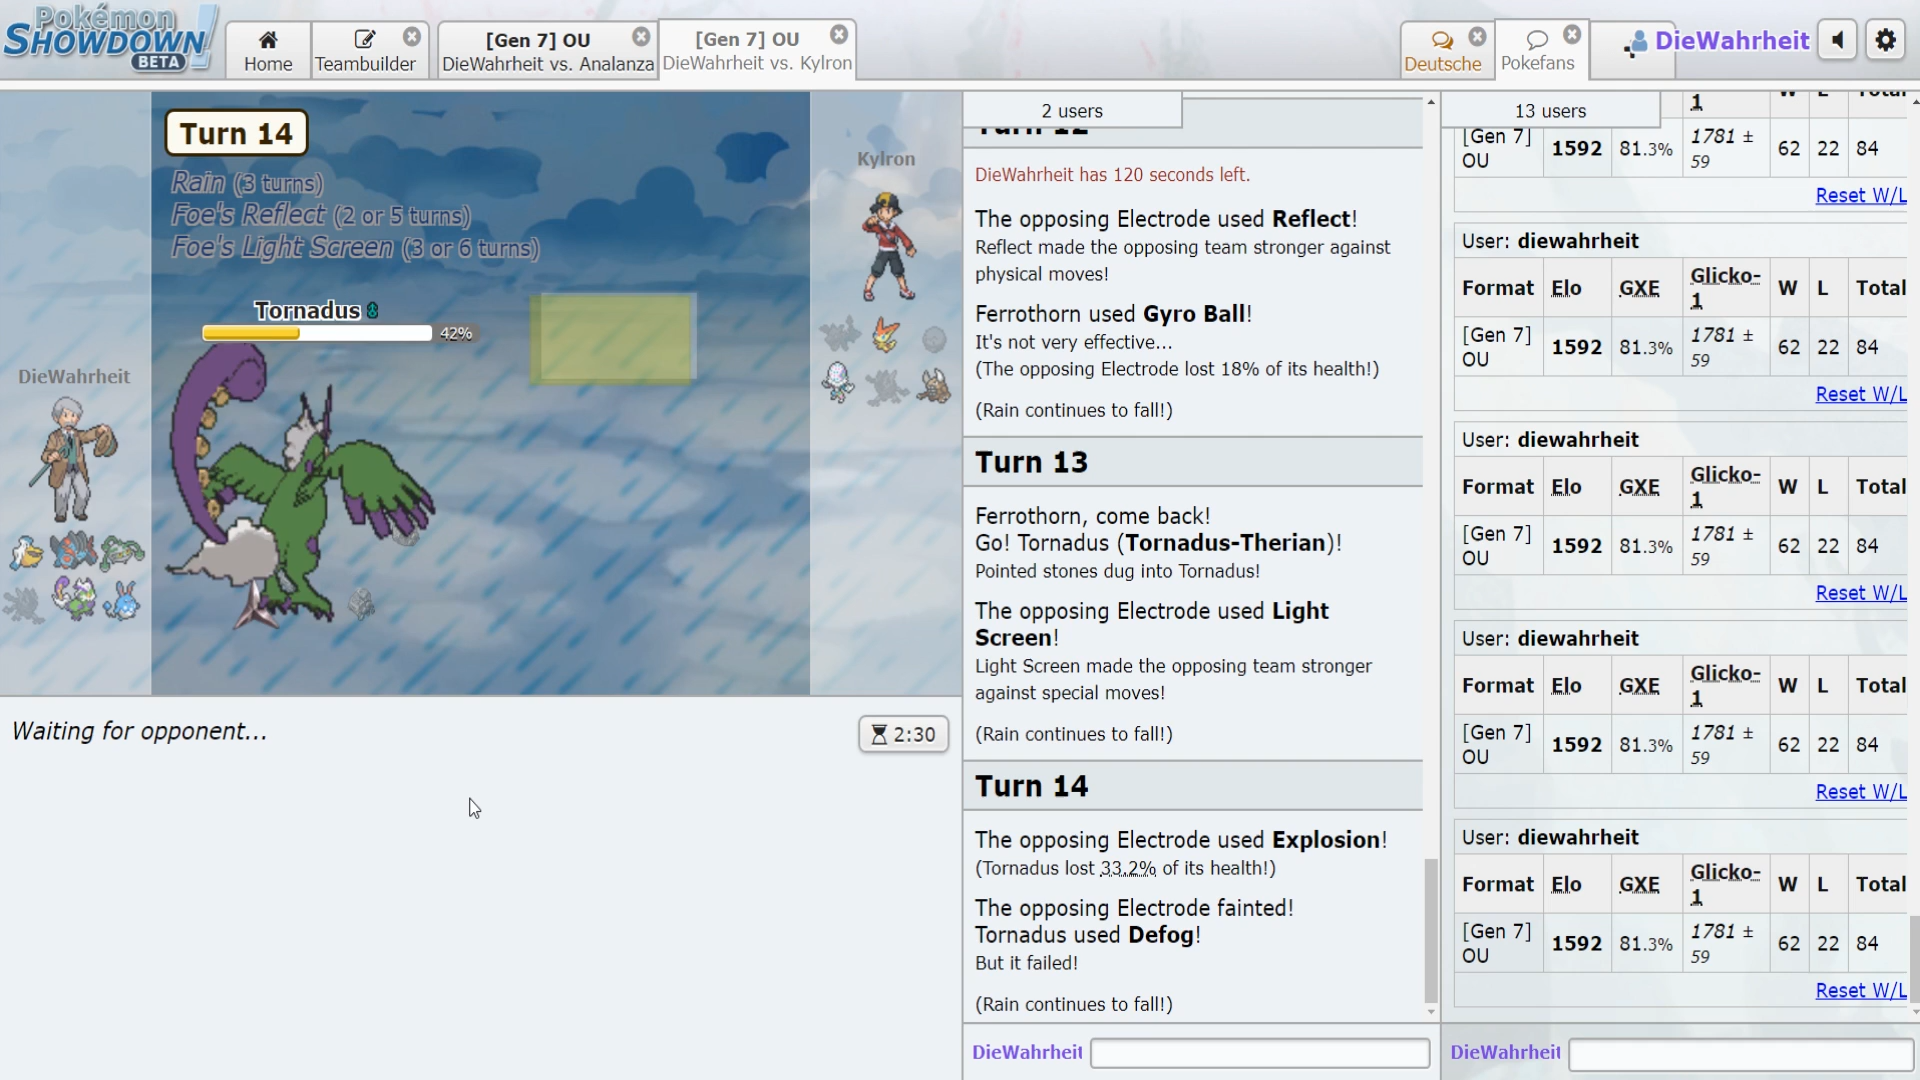 Pokémon
SHOWDOWN!
BETA
Home
Teambuilder
[Gen 7] OU
DieWahrheit vs. Analanza
[Gen 7] OU
DieWahrheit vs. Kylron
Deutsche
Pokefans
DieWahrheit
Turn 14
Rain (3 turns)
Foe's Reflect (2 or 5 turns)
Foe's Light Screen (3 or 6 turns)
Tornadus
42%
DieWahrheit
Kylron
Waiting for opponent...
2:30
2 users
Turn 12
DieWahrheit has 120 seconds left.
The opposing Electrode used Reflect!
Reflect made the opposing team stronger against
physical moves!
Ferrothorn used Gyro Ball!
It's not very effective...
(The opposing Electrode lost 18% of its health!)
(Rain continues to fall!)
Turn 13
Ferrothorn, come back!
Go! Tornadus (Tornadus-Therian)!
Pointed stones dug into Tornadus!
The opposing Electrode used Light
Screen!
Light Screen made the opposing team stronger
against special moves!
(Rain continues to fall!)
Turn 14
The opposing Electrode used Explosion!
(Tornadus lost 33.2% of its health!)
The opposing Electrode fainted!
Tornadus used Defog!
But it failed!
(Rain continues to fall!)
DieWahrheit
13 users
1 W L Total
[Gen 7] OU 1592 81.3% 1781 ± 59 62 22 84
Reset W/L
User: diewahrheit
Format Elo GXE Glicko-1 W L Total
[Gen 7] OU 1592 81.3% 1781 ± 59 62 22 84
Reset W/L
User: diewahrheit
Format Elo GXE Glicko-1 W L Total
[Gen 7] OU 1592 81.3% 1781 ± 59 62 22 84
Reset W/L
User: diewahrheit
Format Elo GXE Glicko-1 W L Total
[Gen 7] OU 1592 81.3% 1781 ± 59 62 22 84
Reset W/L
User: diewahrheit
Format Elo GXE Glicko-1 W L Total
[Gen 7] OU 1592 81.3% 1781 ± 59 62 22 84
Reset W/L
DieWahrheit